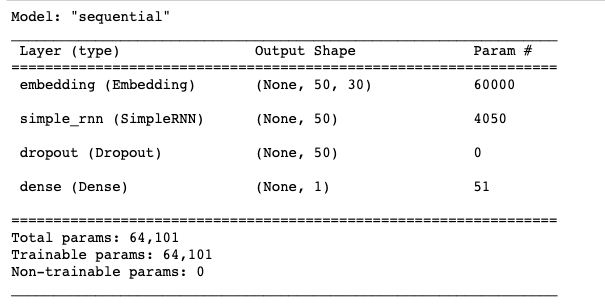 Model: "sequential"
_________________________________________________________________
Layer (type) Output Shape Param #
=================================================================
embedding (Embedding) (None, 50, 30) 60000
simple_rnn (SimpleRNN) (None, 50) 4050
dropout (Dropout) (None, 50) 0
dense (Dense) (None, 1) 51
=================================================================
Total params: 64,101
Trainable params: 64,101
Non-trainable params: 0
_________________________________________________________________